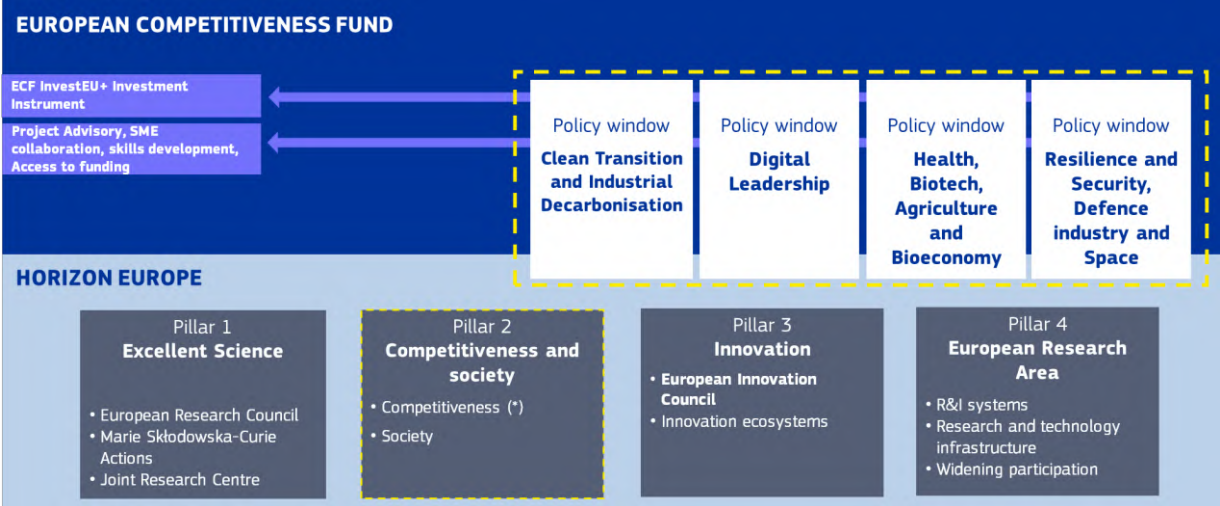 EUROPEAN COMPETITIVENESS FUND
ECF InvestEU+ Investment
Instrument
Project Advisory, SME
collaboration, skills development,
Access to funding
Policy window
Clean Transition
and Industrial
Decarbonisation
Policy window
Digital
Leadership
Policy window
Health,
Biotech,
Agriculture
and
Bioeconomy
Policy window
Resilience and
Security,
Defence
industry and
Space
HORIZON EUROPE
Pillar 1
Excellent Science
• European Research Council
• Marie Skłodowska-Curie
Actions
• Joint Research Centre
Pillar 2
Competitiveness and
society
• Competitiveness (*)
• Society
Pillar 3
Innovation
• European Innovation
Council
• Innovation ecosystems
Pillar 4
European Research
Area
• R&I systems
• Research and technology
infrastructure
• Widening participation